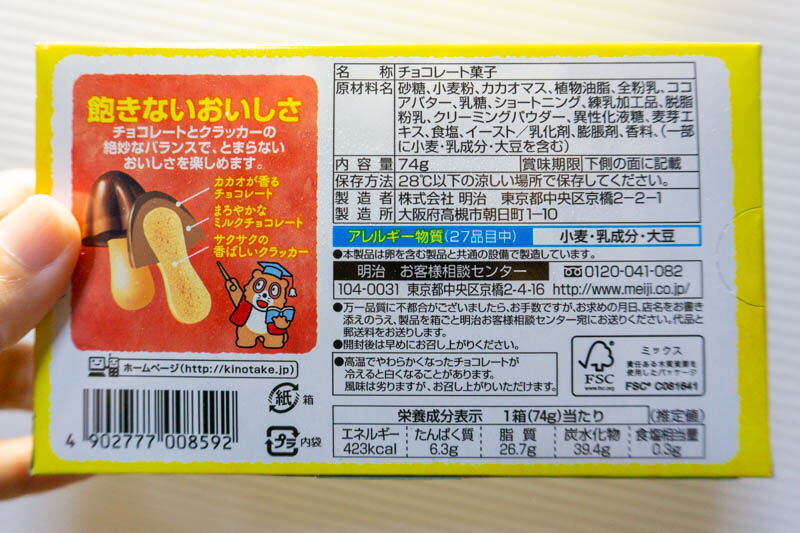 飽きないおいしさ
チョコレートとクラッカーの
絶妙なバランスで、とまらない
おいしさを楽しめます。
カカオが香る
チョコレート
まろやかな
ミルクチョコレート
サクサクの
香ばしいクラッカー
ホームページ(http://kinotake.jp)
4 902777 008592
紙 箱
プラ 内袋
名 称 チョコレート菓子
原材料名 砂糖、小麦粉、カカオマス、植物油脂、全粉乳、ココ
アバター、乳糖、ショートニング、練乳加工品、脱脂
粉乳、クリーミングパウダー、異性化液糖、麦芽エ
キス、食塩、イースト/乳化剤、膨脹剤、香料、(一部
に小麦・乳成分・大豆を含む)
内容量 74g 賞味期限 下側の面に記載
保存方法 28℃以下の涼しい場所で保存してください。
製造者 株式会社 明治 東京都中央区京橋2-2-1
製造所 大阪府高槻市朝日町1-10
アレルギー物質(27品目中) 小麦・乳成分・大豆
●本製品は卵を含む製品と共通の設備で製造しています。
明治 お客様相談センター 0120-041-082
104-0031 東京都中央区京橋2-4-16 http://www.meiji.co.jp/
●万一品質に不都合がございましたら、お手数ですが、お求めの月日、店名をお書き
添えのうえ、製品を箱ごと明治お客様相談センター宛にお送りください。代品と
郵送料をお送りします。
●開封後は早めにお召し上がりください。
●高温でやわらかくなったチョコレートが
冷えると白くなることがあります。
風味は劣りますが、お召し上がりいただけます。
FSC
www.fsc.org
ミックス
責任ある木質資源を
使用したパッケージ
FSC® C081641
栄養成分表示 1箱(74g)当たり (推定値)
エネルギー たんぱく質 脂質 炭水化物 食塩相当量
423kcal 6.3g 26.7g 39.4g 0.3g